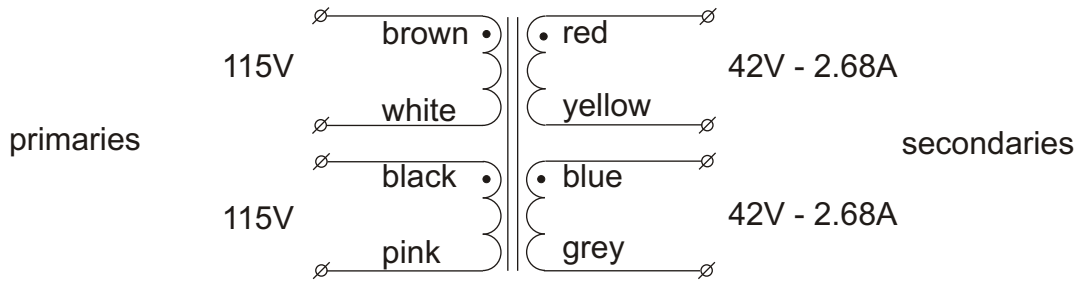 brown
red
115V
42V - 2.68A
white
yellow
primaries
secondaries
black
blue
115V
42V - 2.68A
pink
grey